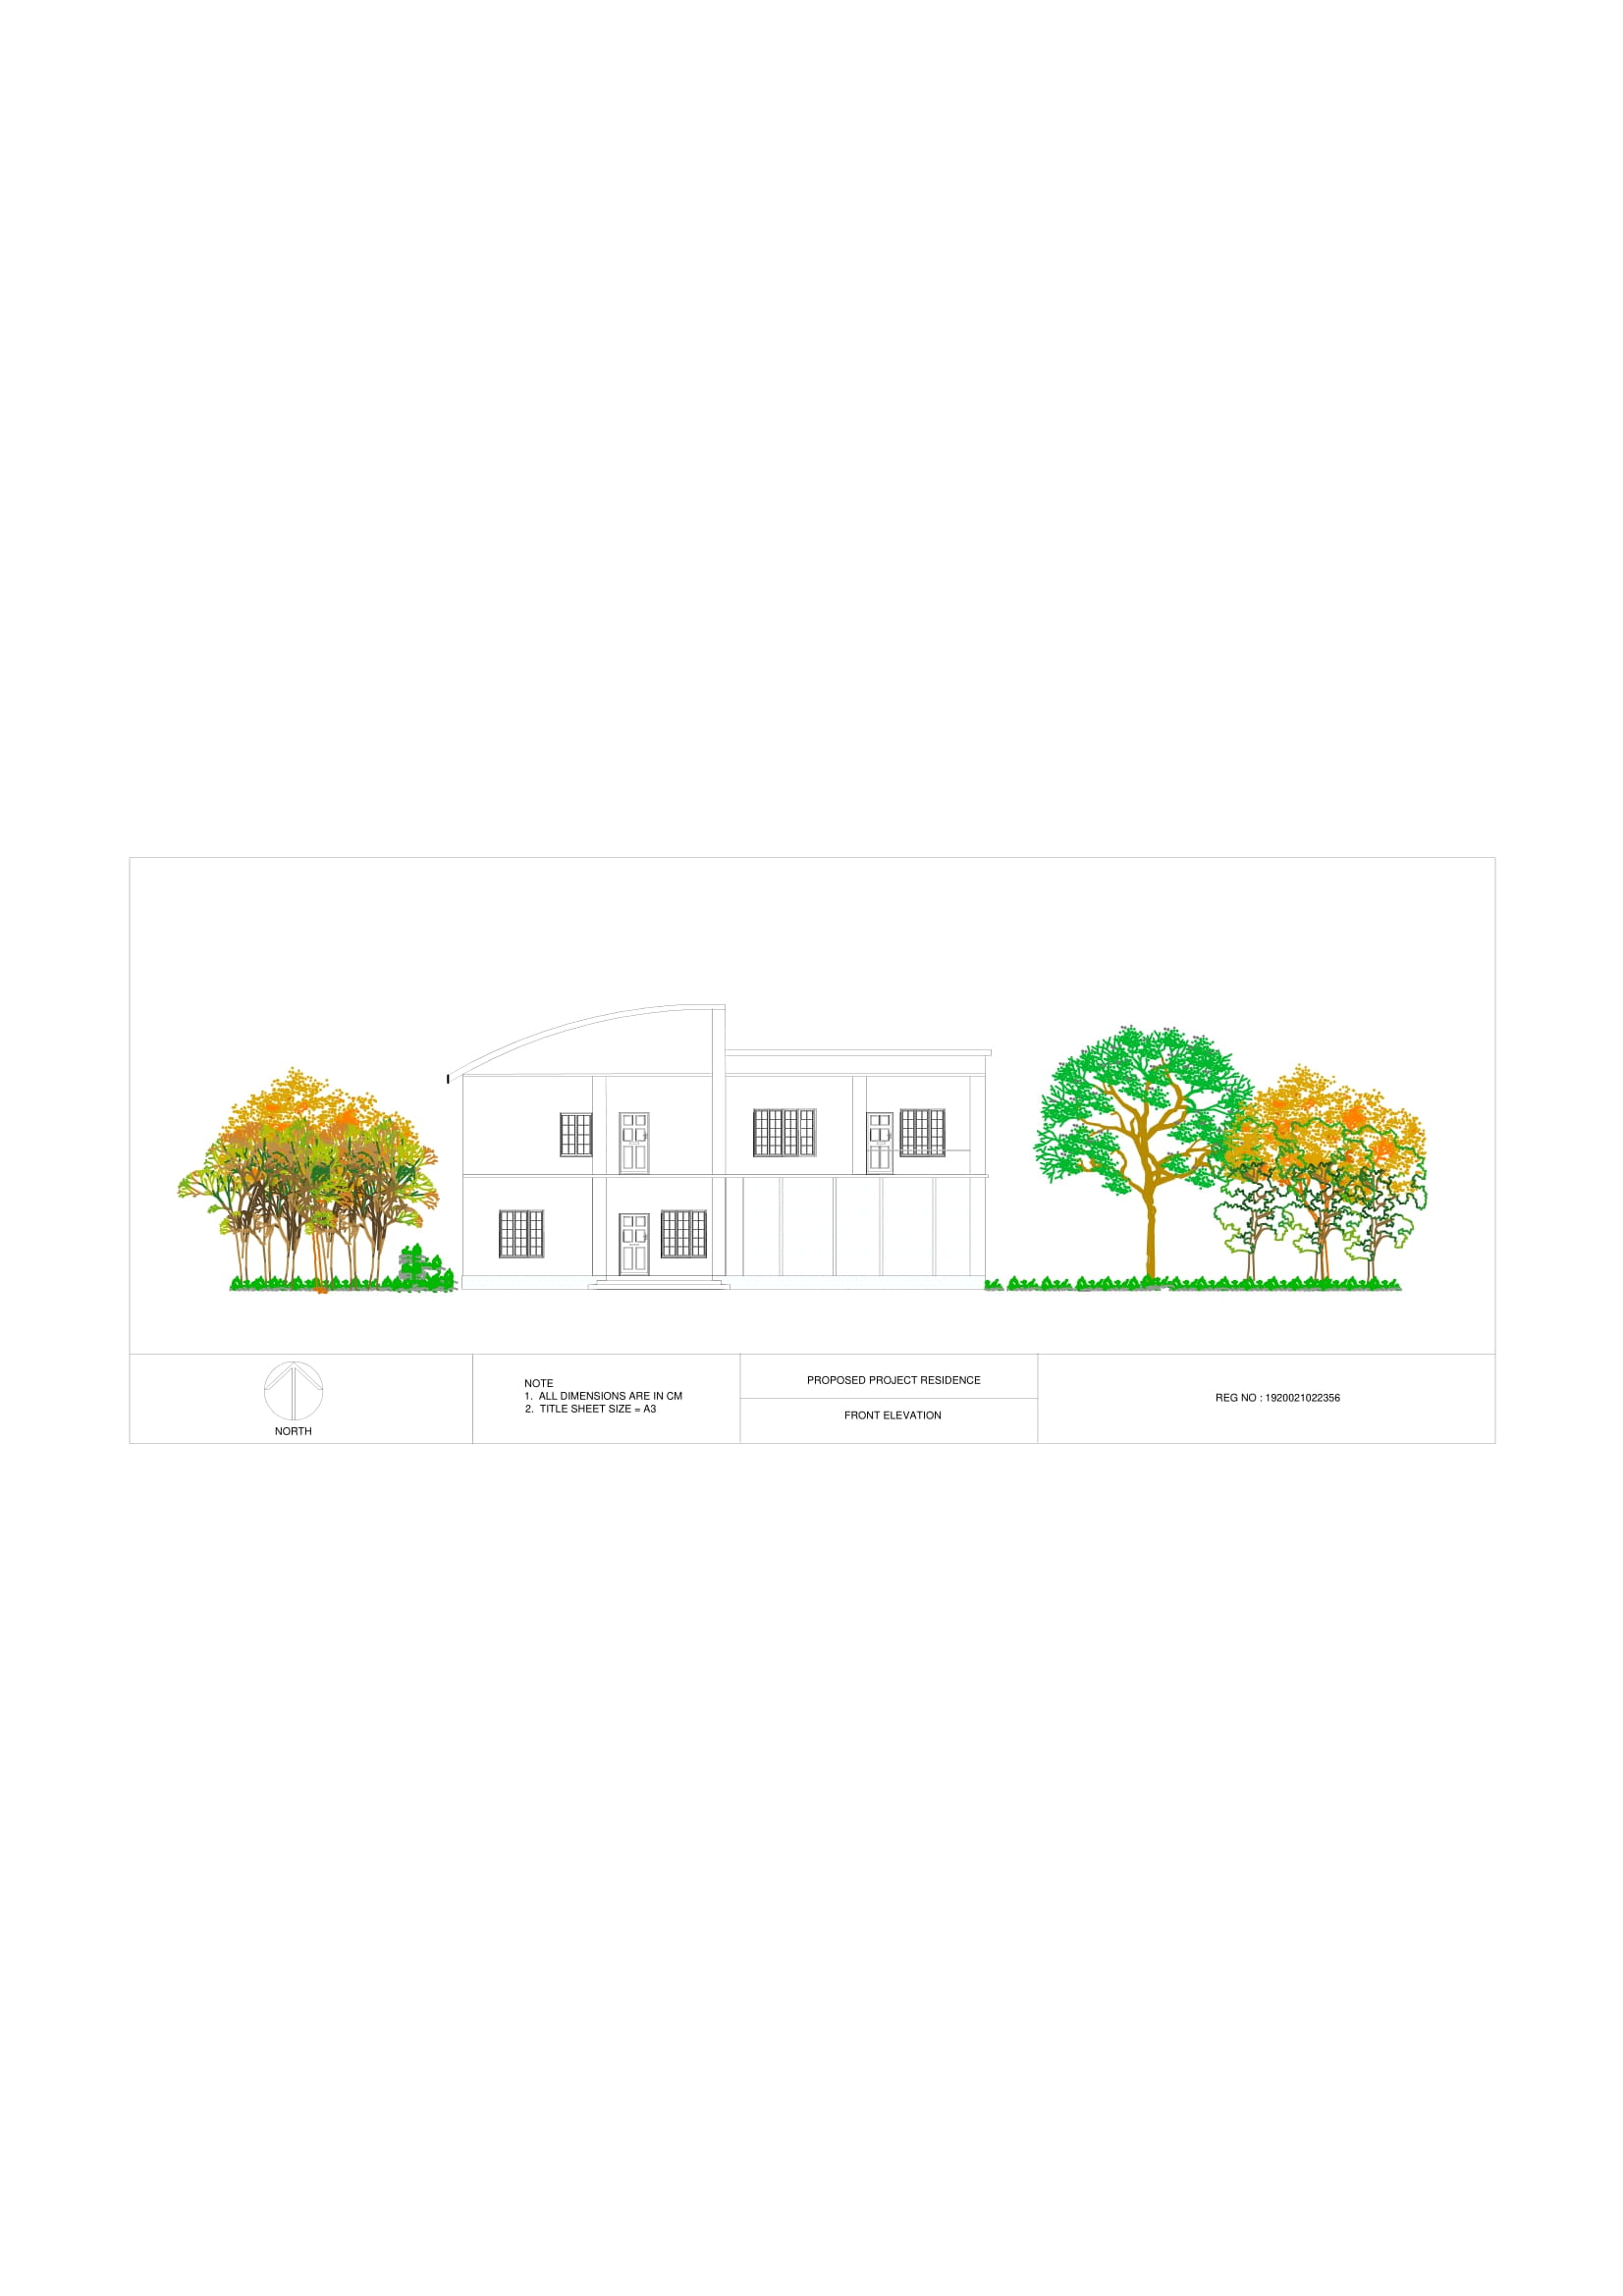 NORTH
NOTE
1. ALL DIMENSIONS ARE IN CM
2. TITLE SHEET SIZE = A3
PROPOSED PROJECT RESIDENCE
FRONT ELEVATION
REG NO : 1920021022356